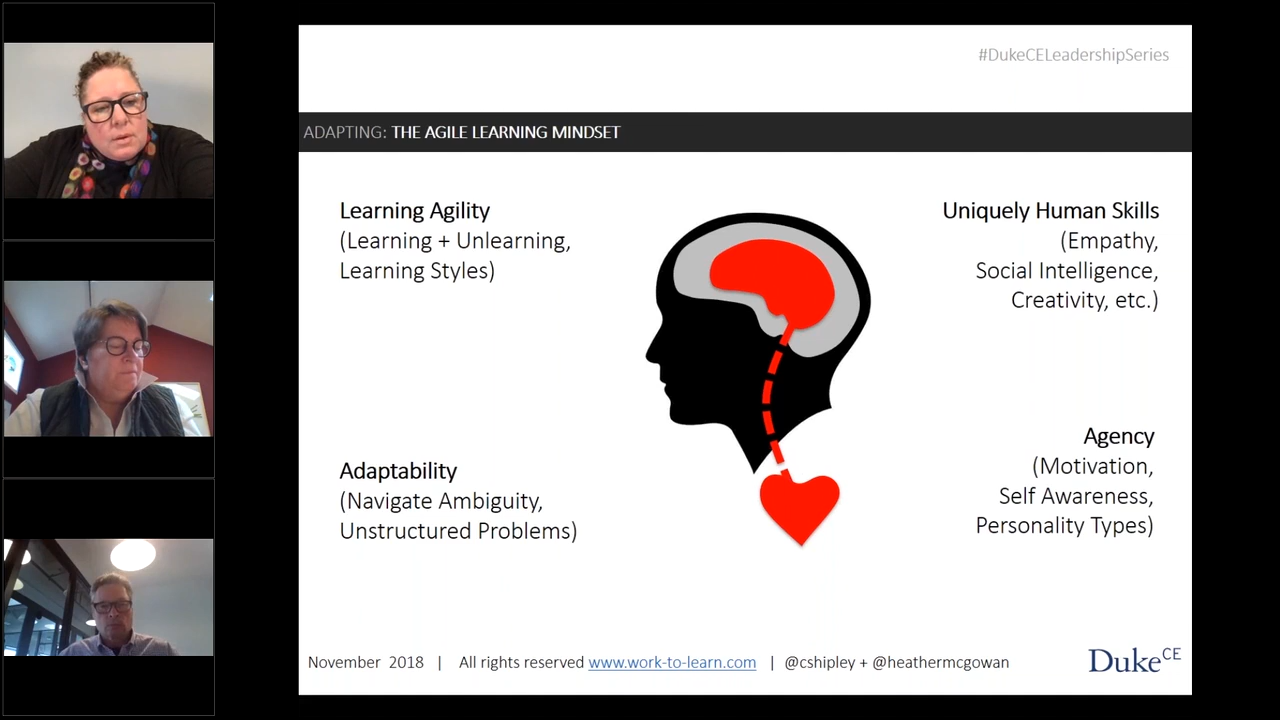 #DukeCELeadershipSeries
ADAPTING: THE AGILE LEARNING MINDSET
Learning Agility
(Learning + Unlearning,
Learning Styles)
Uniquely Human Skills
(Empathy,
Social Intelligence,
Creativity, etc.)
Adaptability
(Navigate Ambiguity,
Unstructured Problems)
Agency
(Motivation,
Self Awareness,
Personality Types)
November 2018 | All rights reserved www.work-to-learn.com | @cshipley + @heathermcgowan
DukeCE